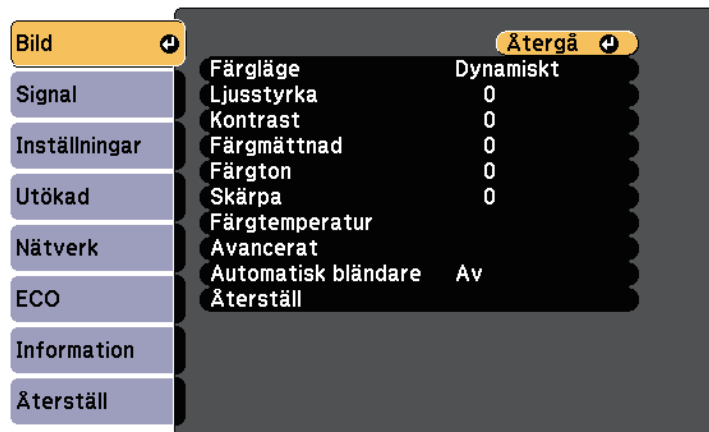 Bild
Signal
Inställningar
Utökad
Nätverk
ECO
Information
Återställ
Återgå
Färgläge Dynamiskt
Ljusstyrka 0
Kontrast 0
Färgmättnad 0
Färgton 0
Skärpa 0
Färgtemperatur
Avancerat
Automatisk bländare Av
Återställ